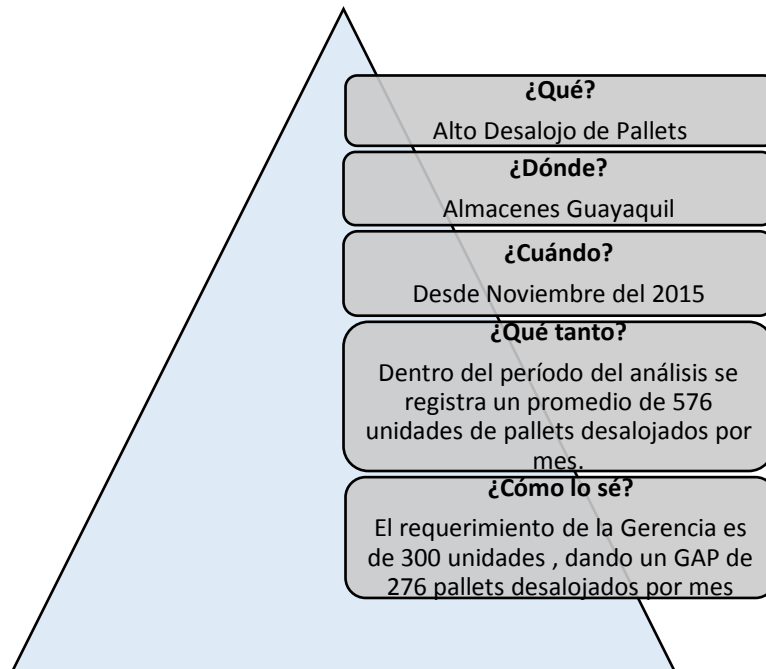 ¿Qué?
Alto Desalojo de Pallets
¿Dónde?
Almacenes Guayaquil
¿Cuándo?
Desde Noviembre del 2015
¿Qué tanto?
Dentro del período del análisis se
registra un promedio de 576
unidades de pallets desalojados por
mes.
¿Cómo lo sé?
El requerimiento de la Gerencia es
de 300 unidades , dando un GAP de
276 pallets desalojados por mes